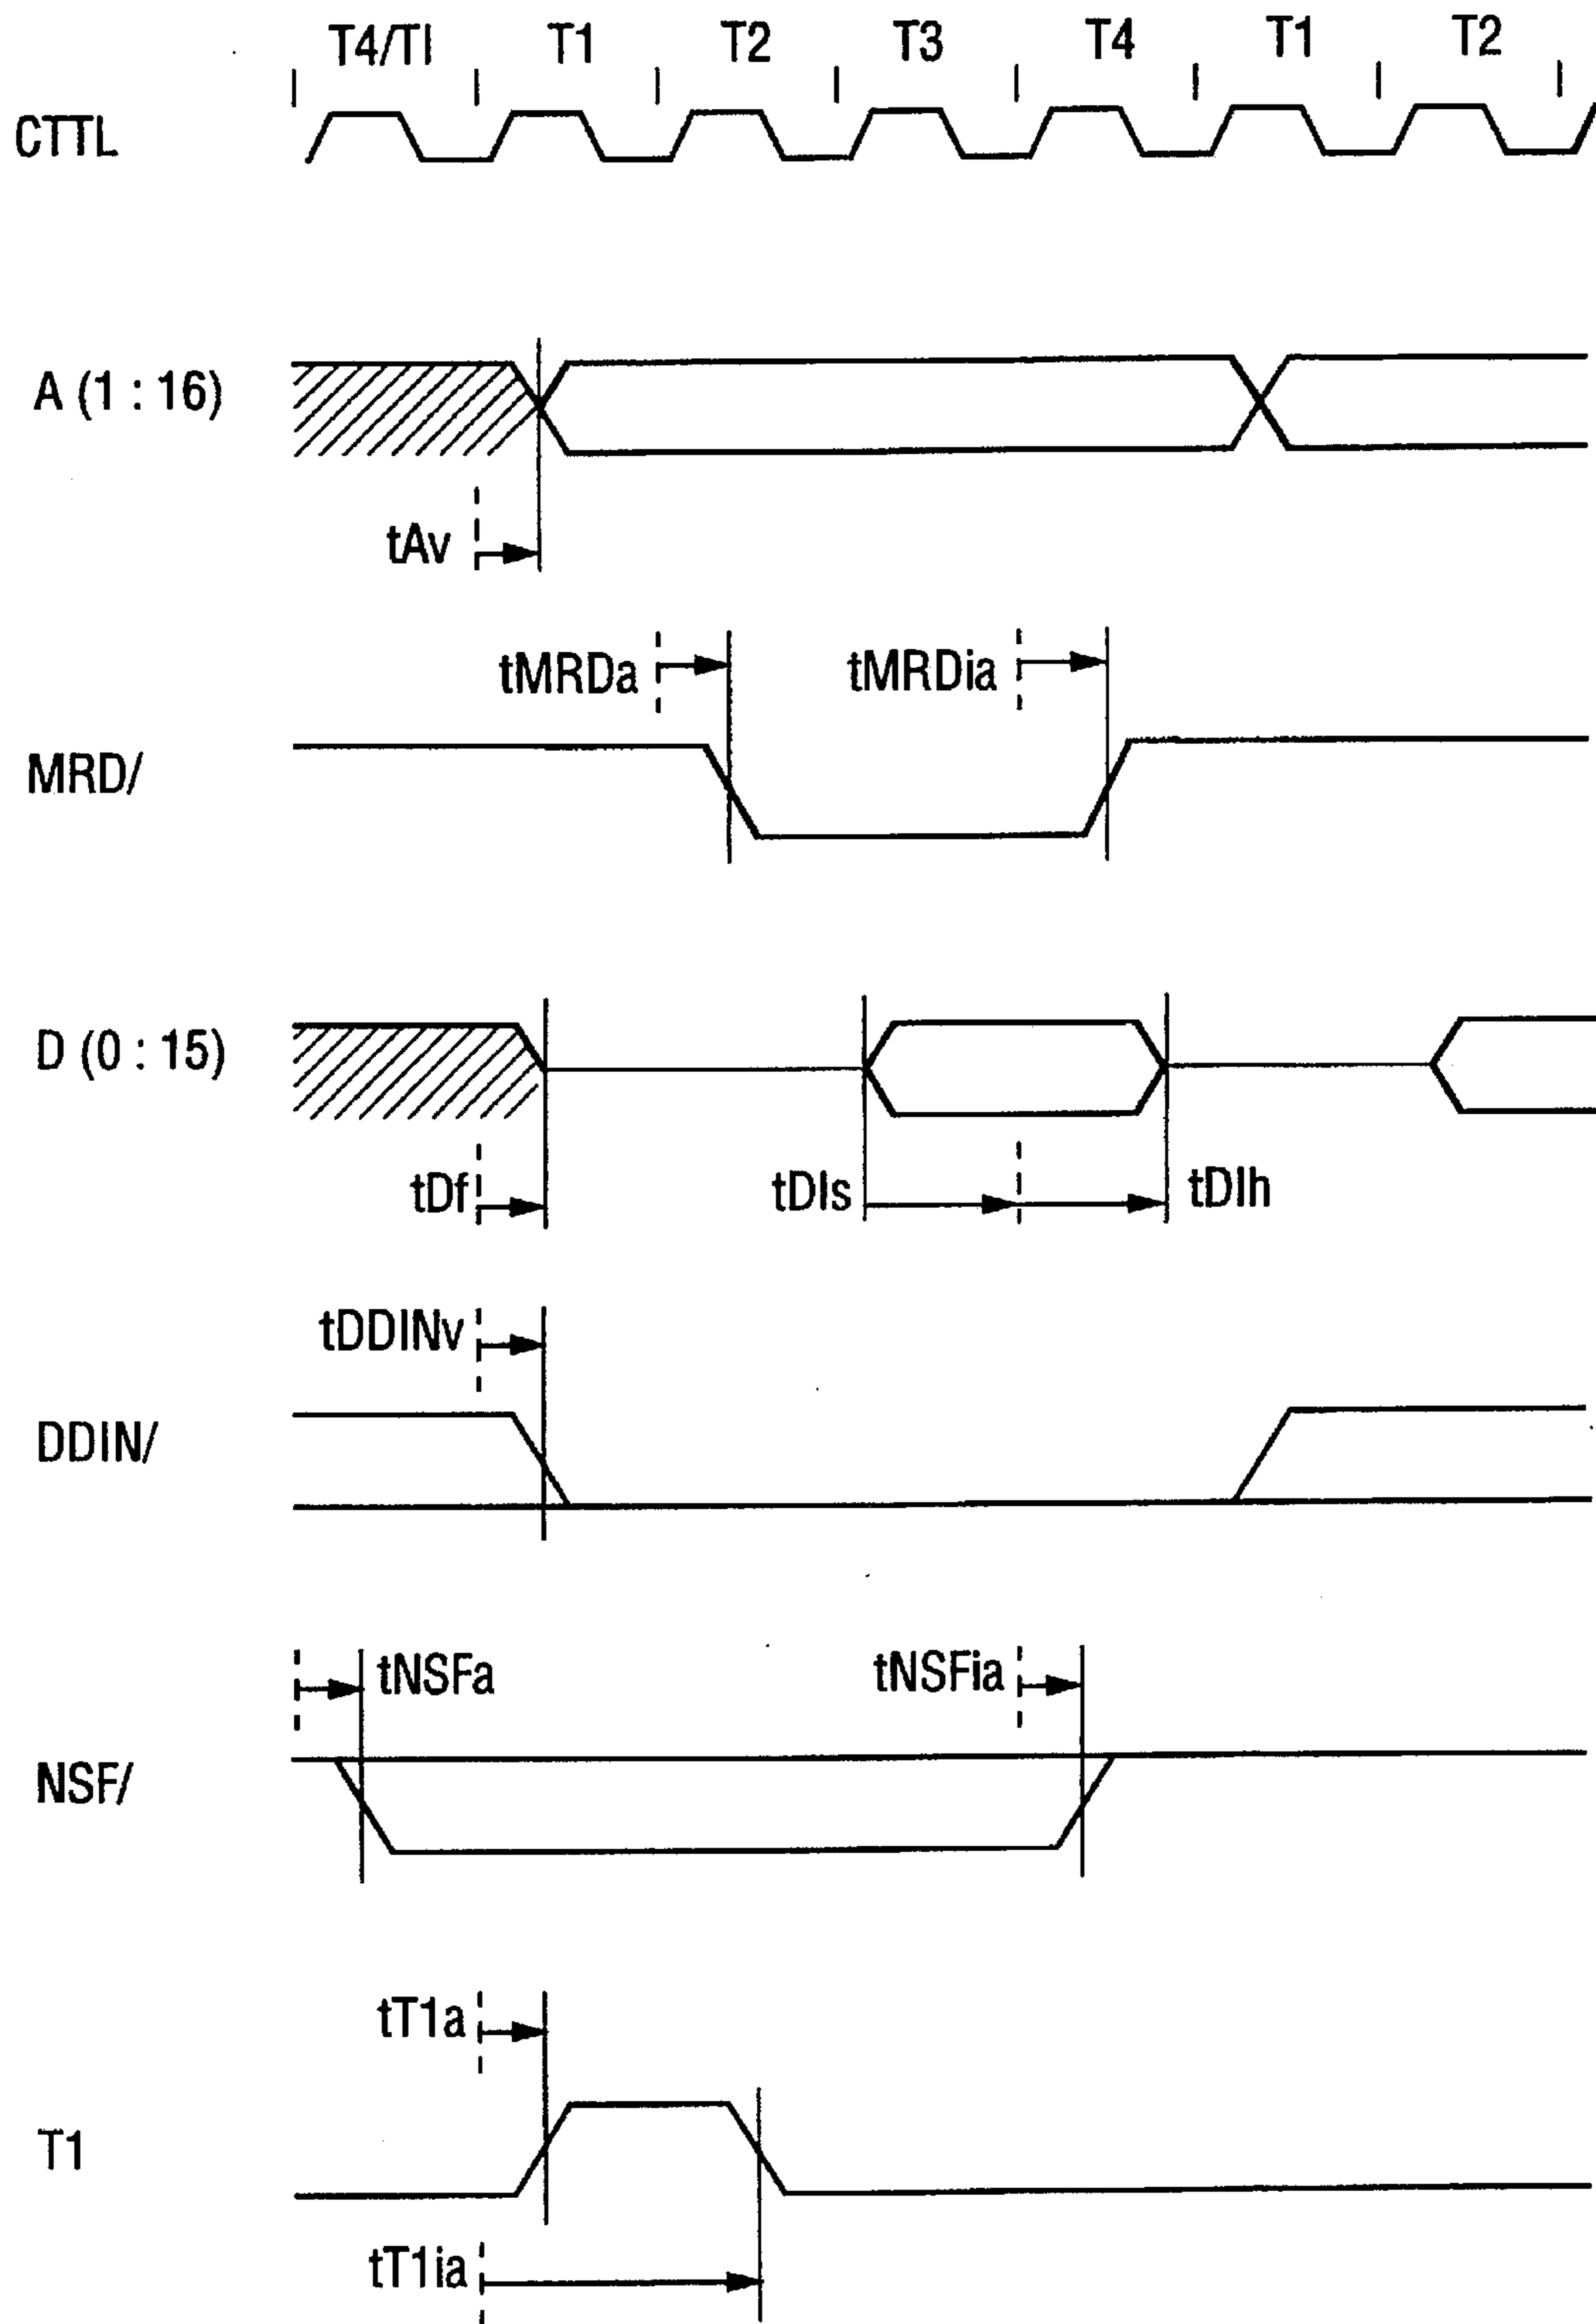 T4/TI T1 T2 T3 T4 T1 T2
CTTL
A (1 : 16)
tAv
tMRDa tMRDia
MRD/
D (0 : 15)
tDf tDIs tDIh
tDDINv
DDIN/
tNSFa tNSFia
NSF/
tT1a
T1
tT1ia